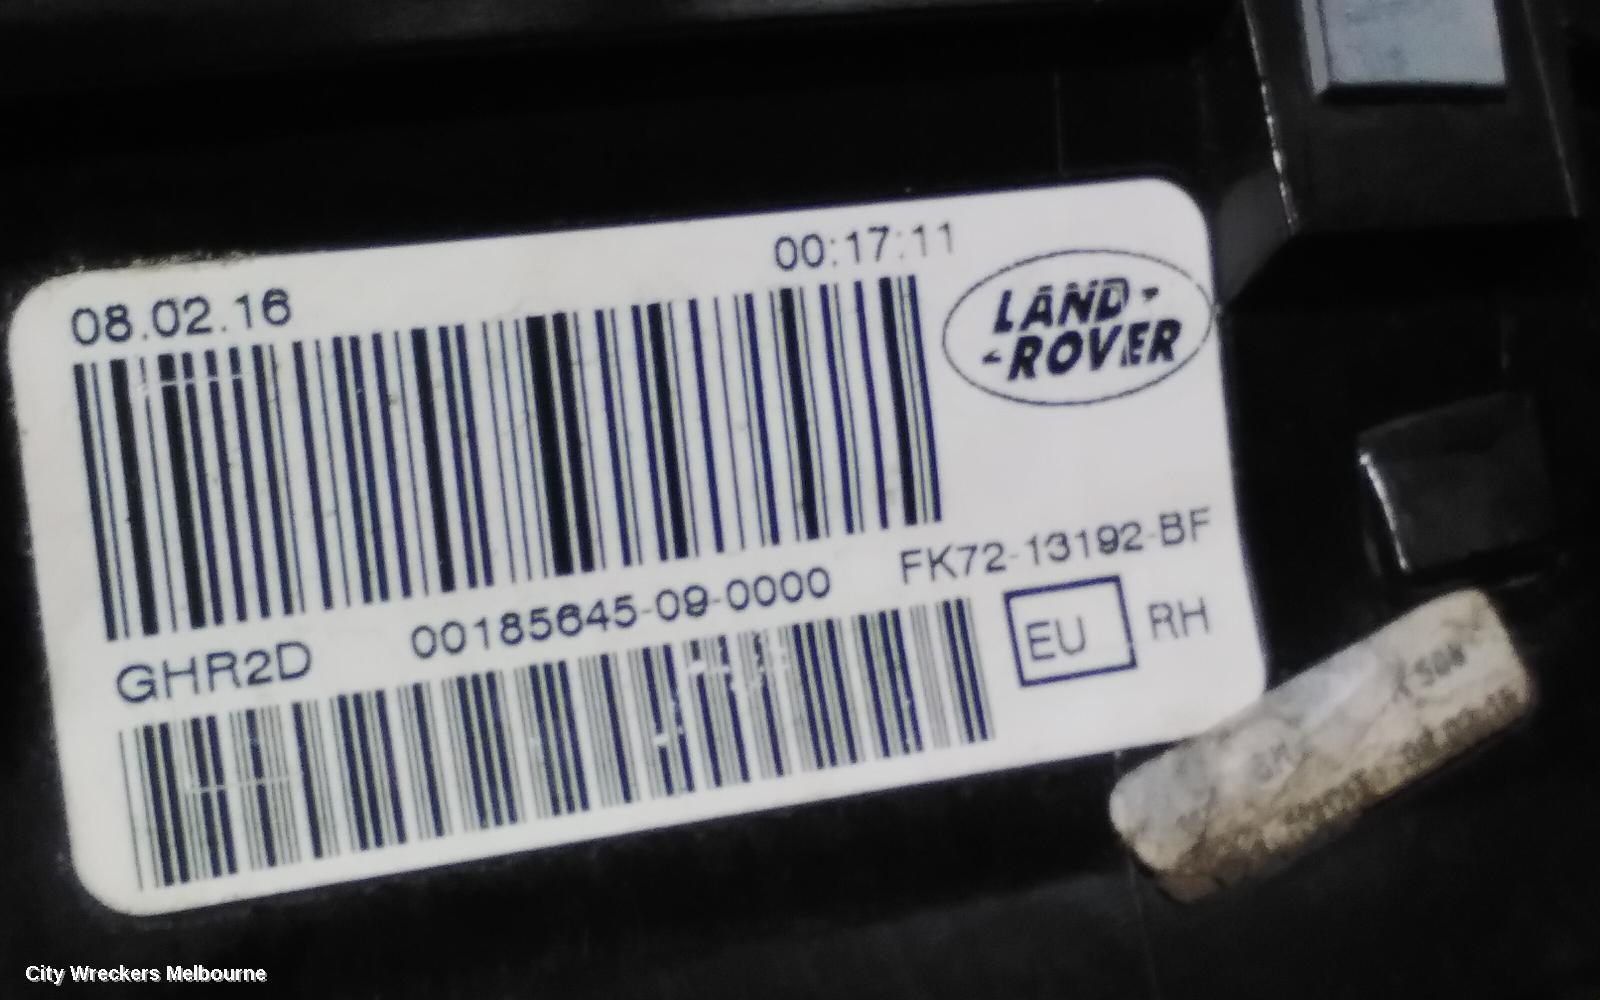 08.02.16
00:17:11
LAND-
-ROVER
GHR2D
00185645-09-0000
FK72-13192-BF
EU
RH
City Wreckers Melbourne